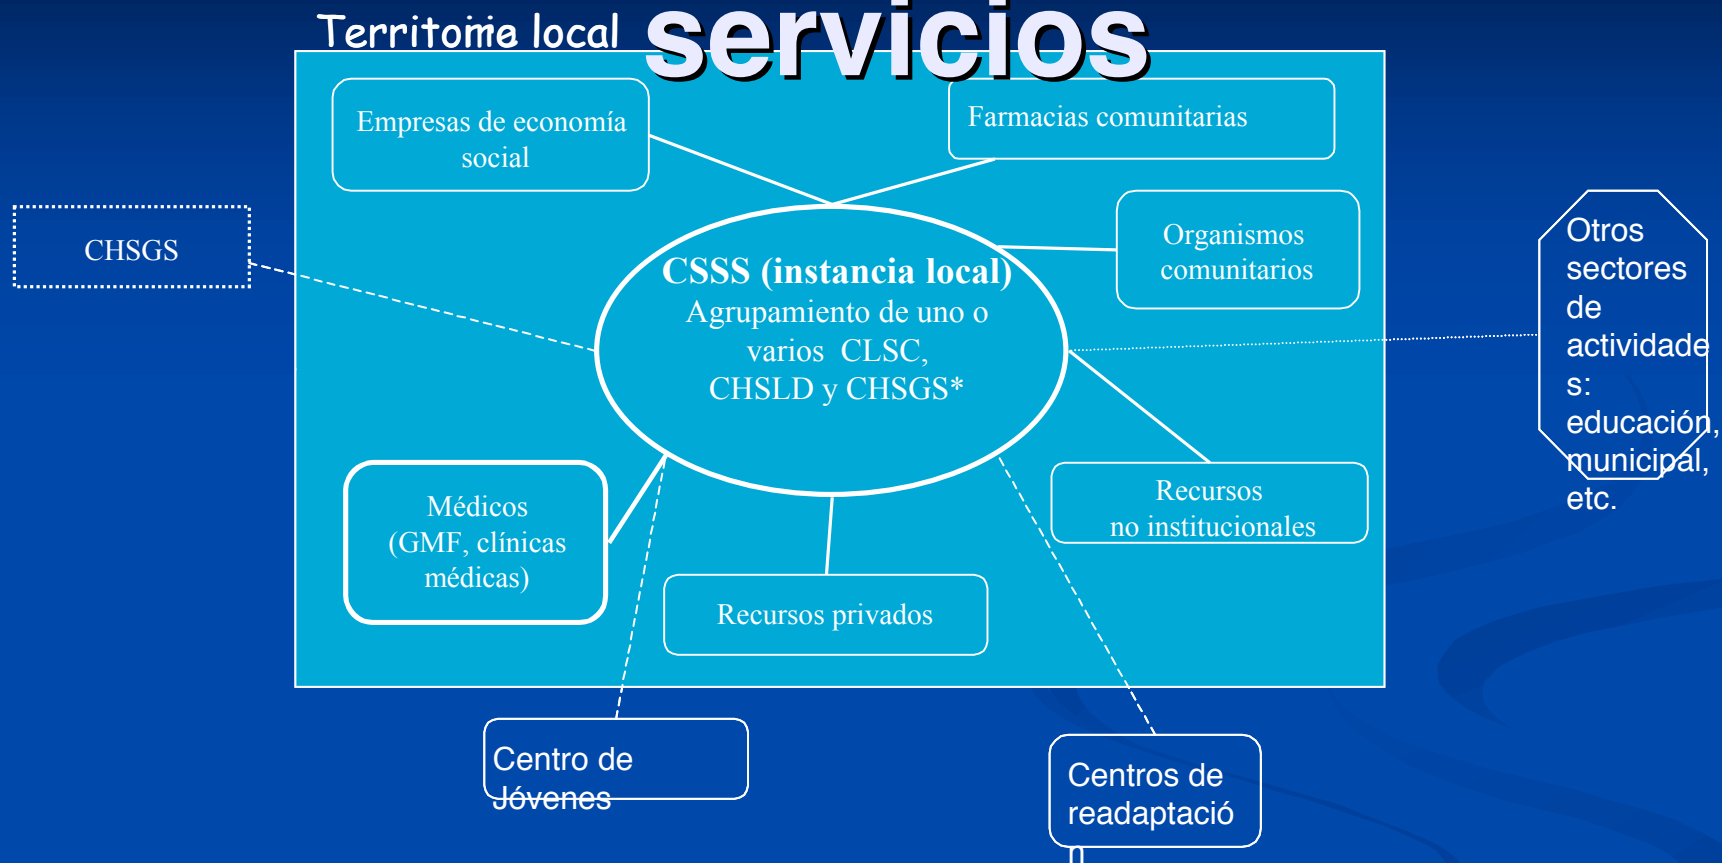 servicios
Territoire local
Empresas de economía
social
Farmacias comunitarias
CHSGS
Organismos
comunitarios
CSSS (instancia local)
Agrupamiento de uno o
varios CLSC,
CHSLD y CHSGS*
Otros
sectores
de
actividade
s:
educación,
municipal,
etc.
Médicos
(GMF, clínicas
médicas)
Recursos
no institucionales
Recursos privados
Centro de
Jóvenes
Centros de
readaptació
n